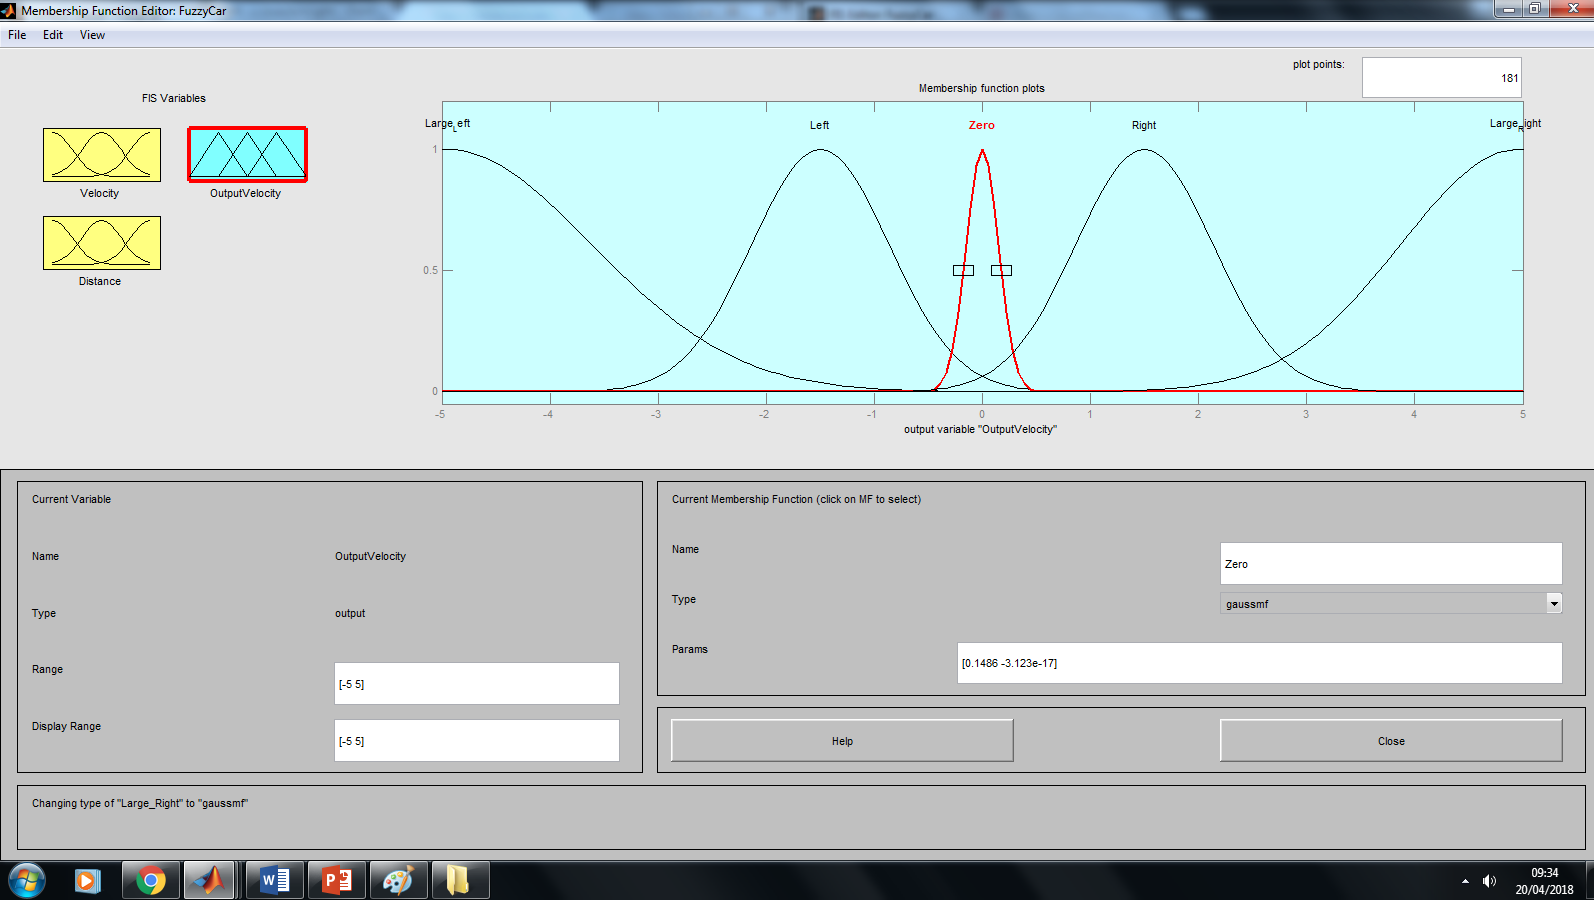 Membership Function Editor: FuzzyCar
File Edit View
FIS Variables
Velocity
OutputVelocity
Distance
plot points:
181
Membership function plots
Large_Left Left Zero Right Large_Right
1
0.5
0
-5 -4 -3 -2 -1 0 1 2 3 4 5
output variable "OutputVelocity"
Current Variable
Name OutputVelocity
Type output
Range [-5 5]
Display Range [-5 5]
Current Membership Function (click on MF to select)
Name Zero
Type gaussmf
Params [0.1486 -3.123e-17]
Help Close
Changing type of "Large_Right" to "gaussmf"
09:34
20/04/2018